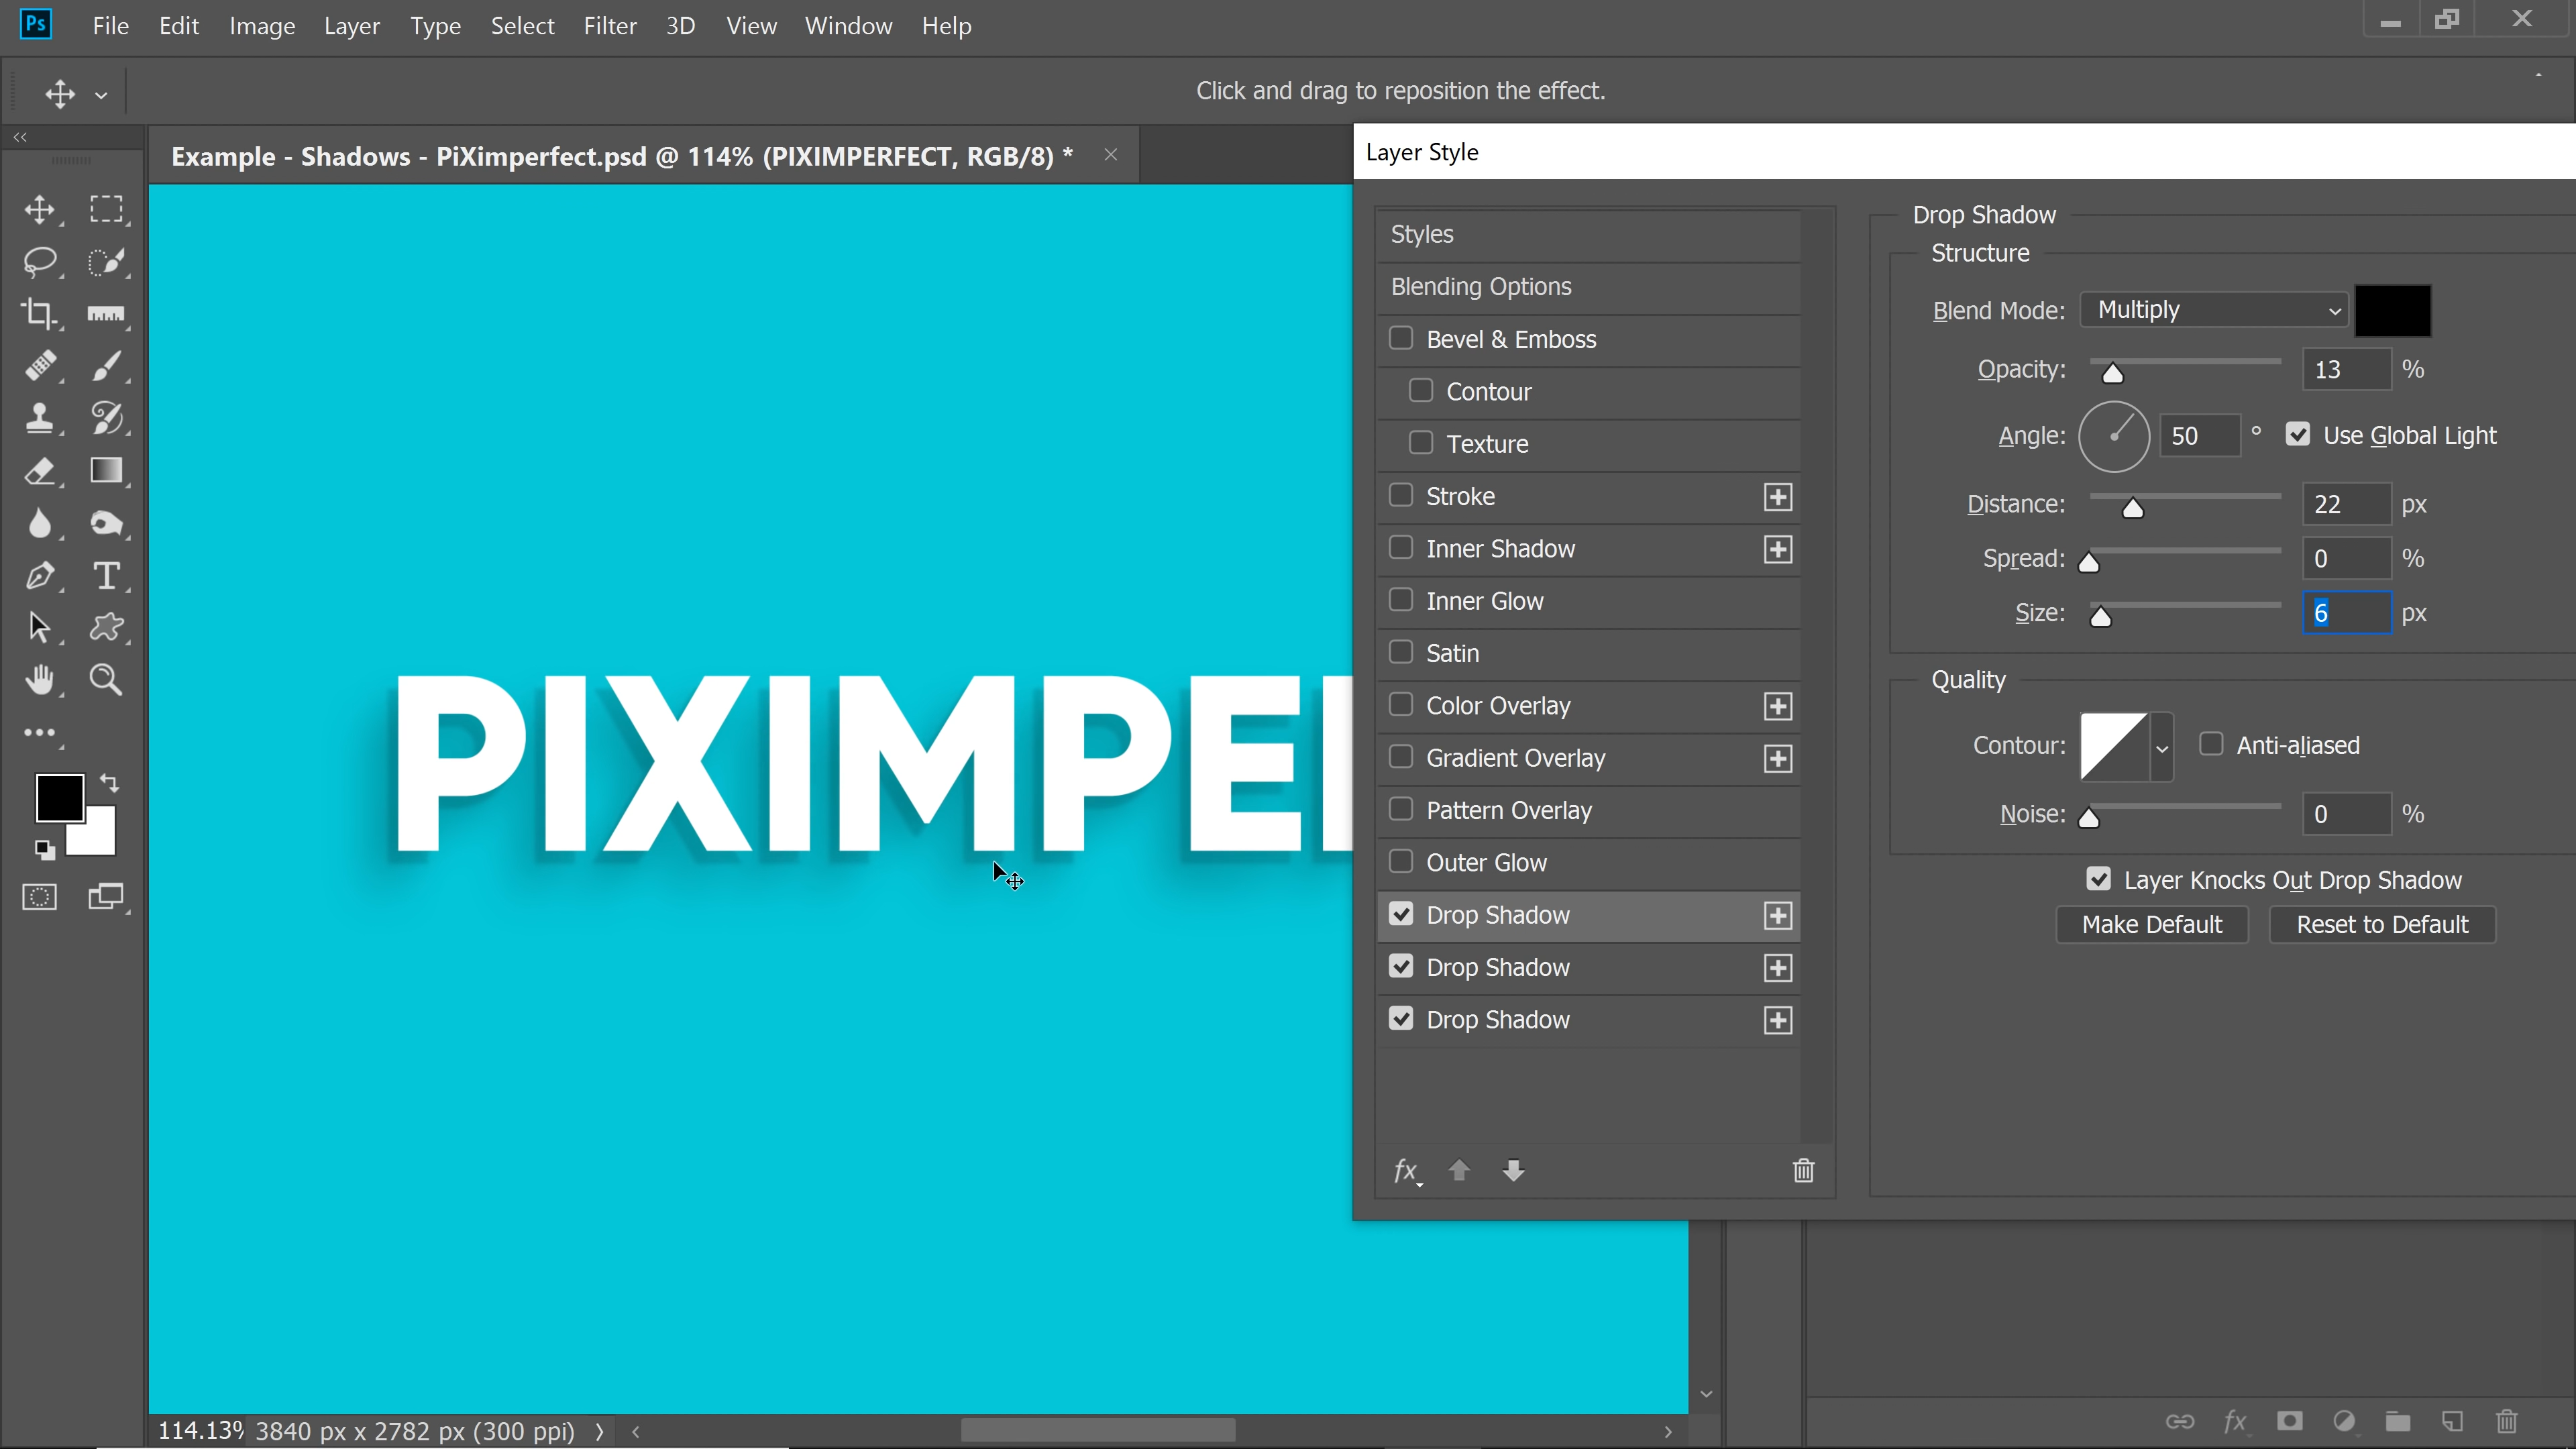 Ps File Edit Image Layer Type Select Filter 3D View Window Help
Click and drag to reposition the effect.
Example - Shadows - PiXimperfect.psd @ 114% (PIXIMPERFECT, RGB/8) *
Layer Style
Styles
Blending Options
Bevel & Emboss
Contour
Texture
Stroke
Inner Shadow
Inner Glow
Satin
Color Overlay
Gradient Overlay
Pattern Overlay
Outer Glow
Drop Shadow
Drop Shadow
Drop Shadow
fx
Drop Shadow
Structure
Blend Mode: Multiply
Opacity: 13 %
Angle: 50 ° Use Global Light
Distance: 22 px
Spread: 0 %
Size: 6 px
Quality
Contour: Anti-aliased
Noise: 0 %
Layer Knocks Out Drop Shadow
Make Default Reset to Default
PIXIMPE
114.13% 3840 px x 2782 px (300 ppi)
fx